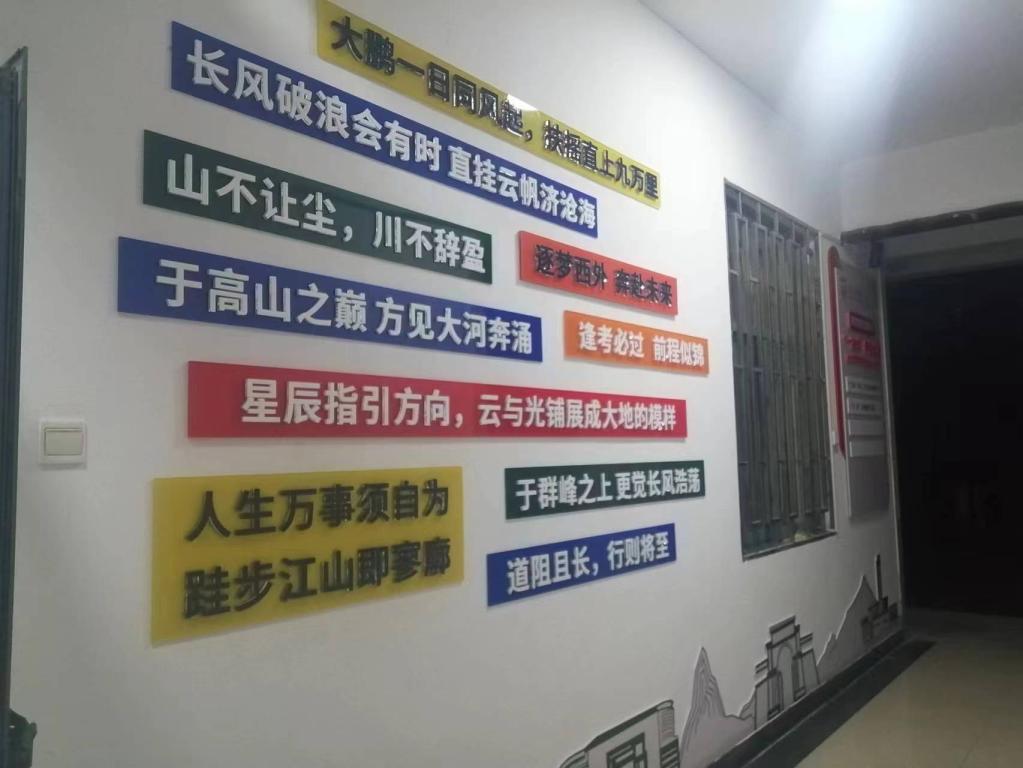 大鹏一日同风起，扶摇直上九万里
长风破浪会有时 直挂云帆济沧海
山不让尘，川不辞盈
逐梦西外 奔赴未来
于高山之巅 方见大河奔涌
逢考必过 前程似锦
星辰指引方向，云与光铺展成大地的模样
人生万事须自为
跬步江山即寥廓
于群峰之上 更觉长风浩荡
道阻且长，行则将至